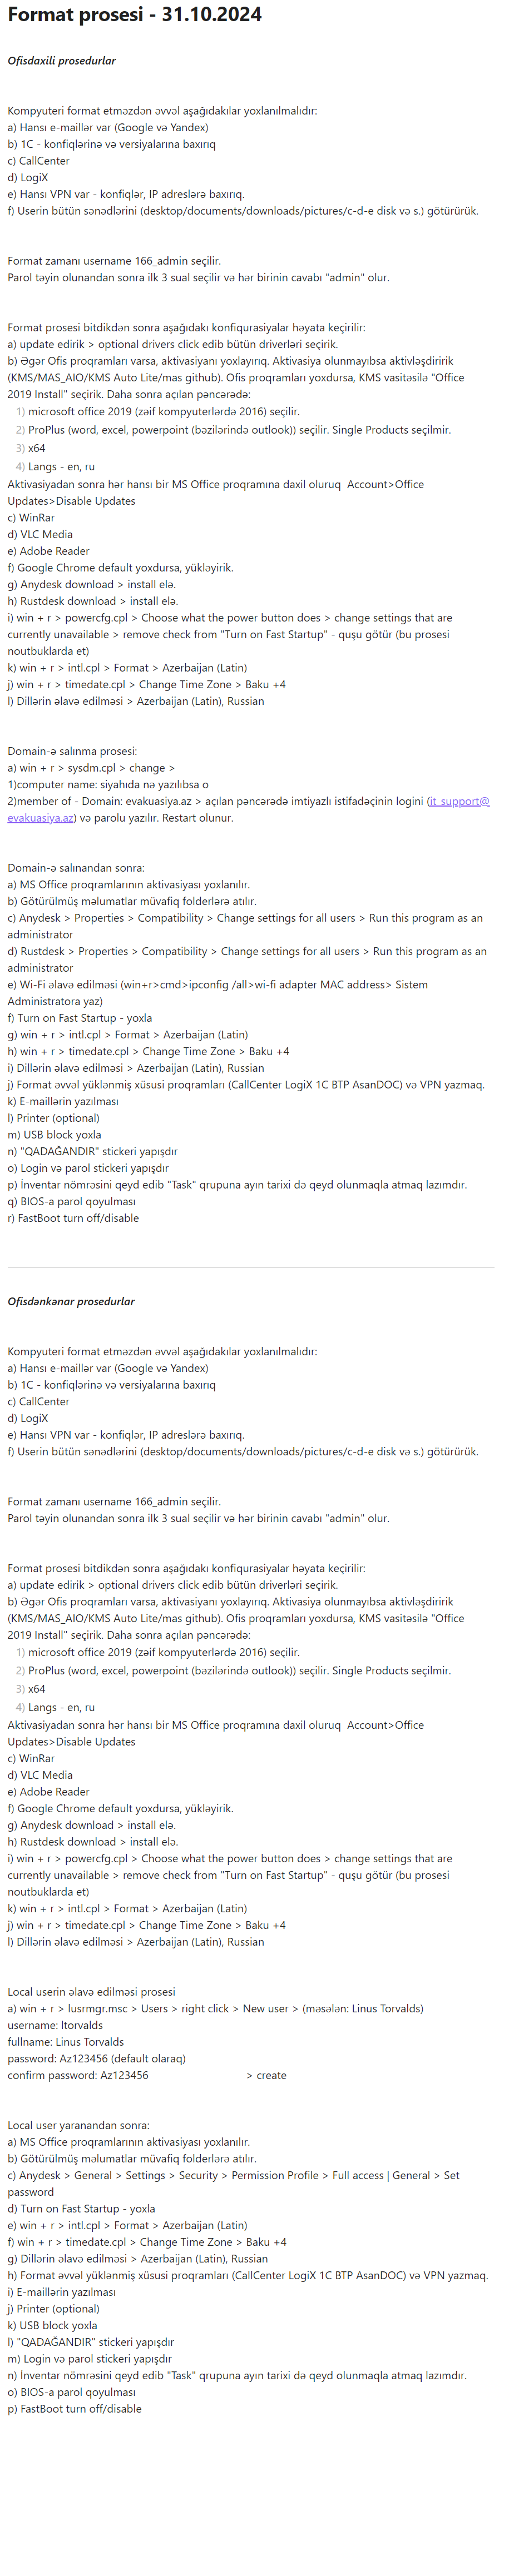 Format prosesi - 31.10.2024
Ofisdaxili prosedurlar
Kompyuteri format etməzdən əvvəl aşağıdakılar yoxlanılmalıdır:
a) Hansı e-maillər var (Google və Yandex)
b) 1C - konfiqlərinə və versiyalarına baxırıq
c) CallCenter
d) LogiX
e) Hansı VPN var - konfiqlər, IP adreslərə baxırıq.
f) Userin bütün sənədlərini (desktop/documents/downloads/pictures/c-d-e disk və s.) götürürük.
Format zamanı username 166_admin seçilir.
Parol təyin olunandan sonra ilk 3 sual seçilir və hər birinin cavabı "admin" olur.
Format prosesi bitdikdən sonra aşağıdakı konfiqurasiyalar həyata keçirilir:
a) update edirik > optional drivers click edib bütün driverləri seçirik.
b) Əgər Ofis proqramları varsa, aktivasiyanı yoxlayırıq. Aktivasiya olunmayıbsa aktivləşdiririk
(KMS/MAS_AIO/KMS Auto Lite/mas github). Ofis proqramları yoxdursa, KMS vasitəsilə "Office
2019 Install" seçirik. Daha sonra açılan pəncərədə:
1) microsoft office 2019 (zəif kompyuterlərdə 2016) seçilir.
2) ProPlus (word, excel, powerpoint (bəzilərində outlook)) seçilir. Single Products seçilmir.
3) x64
4) Langs - en, ru
Aktivasiyadan sonra hər hansı bir MS Office proqramına daxil oluruq  Account>Office
Updates>Disable Updates
c) WinRar
d) VLC Media
e) Adobe Reader
f) Google Chrome default yoxdursa, yükləyirik.
g) Anydesk download > install elə.
h) Rustdesk download > install elə.
i) win + r > powercfg.cpl > Choose what the power button does > change settings that are
currently unavailable > remove check from "Turn on Fast Startup" - quşu götür (bu prosesi
noutbuklarda et)
k) win + r > intl.cpl > Format > Azerbaijan (Latin)
j) win + r > timedate.cpl > Change Time Zone > Baku +4
l) Dillərin əlavə edilməsi > Azerbaijan (Latin), Russian
Domain-ə salınma prosesi:
a) win + r > sysdm.cpl > change >
1)computer name: siyahıda nə yazılıbsa o
2)member of - Domain: evakuasiya.az > açılan pəncərədə imtiyazlı istifadəçinin logini (it_support@
evakuasiya.az) və parolu yazılır. Restart olunur.
Domain-ə salınandan sonra:
a) MS Office proqramlarının aktivasiyası yoxlanılır.
b) Götürülmüş məlumatlar müvafiq folderlərə atılır.
c) Anydesk > Properties > Compatibility > Change settings for all users > Run this program as an
administrator
d) Rustdesk > Properties > Compatibility > Change settings for all users > Run this program as an
administrator
e) Wi-Fi əlavə edilməsi (win+r>cmd>ipconfig /all>wi-fi adapter MAC address> Sistem
Administratora yaz)
f) Turn on Fast Startup - yoxla
g) win + r > intl.cpl > Format > Azerbaijan (Latin)
h) win + r > timedate.cpl > Change Time Zone > Baku +4
i) Dillərin əlavə edilməsi > Azerbaijan (Latin), Russian
j) Format əvvəl yüklənmiş xüsusi proqramları (CallCenter LogiX 1C BTP AsanDOC) və VPN yazmaq.
k) E-maillərin yazılması
l) Printer (optional)
m) USB block yoxla
n) "QADAĞANDIR" stickeri yapışdır
o) Login və parol stickeri yapışdır
p) İnventar nömrəsini qeyd edib "Task" qrupuna ayın tarixi də qeyd olunmaqla atmaq lazımdır.
q) BIOS-a parol qoyulması
r) FastBoot turn off/disable
Ofisdənkənar prosedurlar
Kompyuteri format etməzdən əvvəl aşağıdakılar yoxlanılmalıdır:
a) Hansı e-maillər var (Google və Yandex)
b) 1C - konfiqlərinə və versiyalarına baxırıq
c) CallCenter
d) LogiX
e) Hansı VPN var - konfiqlər, IP adreslərə baxırıq.
f) Userin bütün sənədlərini (desktop/documents/downloads/pictures/c-d-e disk və s.) götürürük.
Format zamanı username 166_admin seçilir.
Parol təyin olunandan sonra ilk 3 sual seçilir və hər birinin cavabı "admin" olur.
Format prosesi bitdikdən sonra aşağıdakı konfiqurasiyalar həyata keçirilir:
a) update edirik > optional drivers click edib bütün driverləri seçirik.
b) Əgər Ofis proqramları varsa, aktivasiyanı yoxlayırıq. Aktivasiya olunmayıbsa aktivləşdiririk
(KMS/MAS_AIO/KMS Auto Lite/mas github). Ofis proqramları yoxdursa, KMS vasitəsilə "Office
2019 Install" seçirik. Daha sonra açılan pəncərədə:
1) microsoft office 2019 (zəif kompyuterlərdə 2016) seçilir.
2) ProPlus (word, excel, powerpoint (bəzilərində outlook)) seçilir. Single Products seçilmir.
3) x64
4) Langs - en, ru
Aktivasiyadan sonra hər hansı bir MS Office proqramına daxil oluruq  Account>Office
Updates>Disable Updates
c) WinRar
d) VLC Media
e) Adobe Reader
f) Google Chrome default yoxdursa, yükləyirik.
g) Anydesk download > install elə.
h) Rustdesk download > install elə.
i) win + r > powercfg.cpl > Choose what the power button does > change settings that are
currently unavailable > remove check from "Turn on Fast Startup" - quşu götür (bu prosesi
noutbuklarda et)
k) win + r > intl.cpl > Format > Azerbaijan (Latin)
j) win + r > timedate.cpl > Change Time Zone > Baku +4
l) Dillərin əlavə edilməsi > Azerbaijan (Latin), Russian
Local userin əlavə edilməsi prosesi
a) win + r > lusrmgr.msc > Users > right click > New user > (məsələn: Linus Torvalds)
username: ltorvalds
fullname: Linus Torvalds
password: Az123456 (default olaraq)
confirm password: Az123456 > create
Local user yaranandan sonra:
a) MS Office proqramlarının aktivasiyası yoxlanılır.
b) Götürülmüş məlumatlar müvafiq folderlərə atılır.
c) Anydesk > General > Settings > Security > Permission Profile > Full access | General > Set
password
d) Turn on Fast Startup - yoxla
e) win + r > intl.cpl > Format > Azerbaijan (Latin)
f) win + r > timedate.cpl > Change Time Zone > Baku +4
g) Dillərin əlavə edilməsi > Azerbaijan (Latin), Russian
h) Format əvvəl yüklənmiş xüsusi proqramları (CallCenter LogiX 1C BTP AsanDOC) və VPN yazmaq.
i) E-maillərin yazılması
j) Printer (optional)
k) USB block yoxla
l) "QADAĞANDIR" stickeri yapışdır
m) Login və parol stickeri yapışdır
n) İnventar nömrəsini qeyd edib "Task" qrupuna ayın tarixi də qeyd olunmaqla atmaq lazımdır.
o) BIOS-a parol qoyulması
p) FastBoot turn off/disable